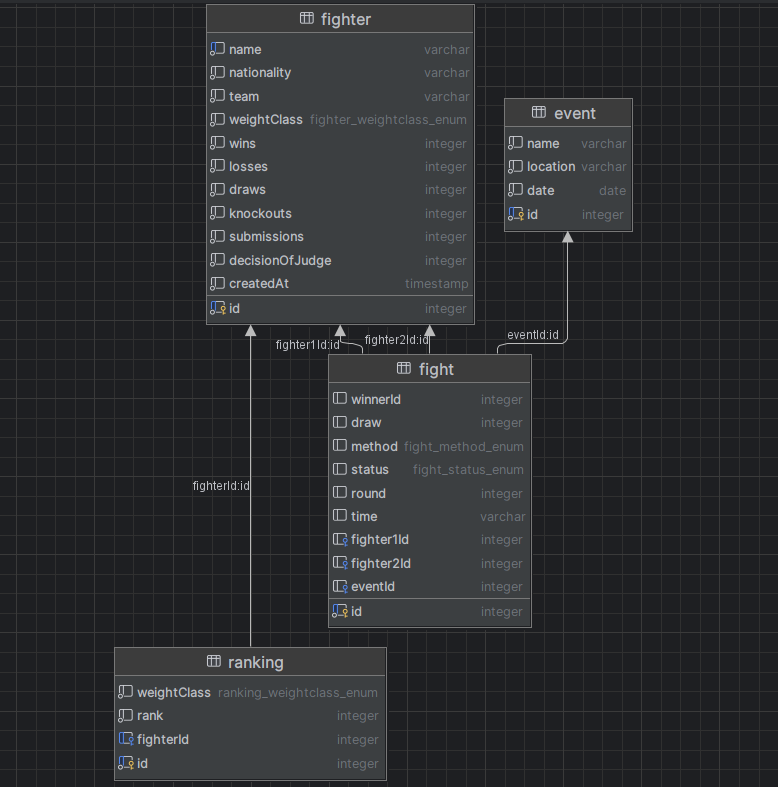 fighter
name varchar
nationality varchar
team varchar
weightClass fighter_weightclass_enum
wins integer
losses integer
draws integer
knockouts integer
submissions integer
decisionOfJudge integer
createdAt timestamp
id integer
event
name varchar
location varchar
date date
id integer
fighter1Id:id
fighter2Id:id
eventId:id
fight
winnerId integer
draw integer
method fight_method_enum
status fight_status_enum
round integer
time varchar
fighter1Id integer
fighter2Id integer
eventId integer
id integer
fighterId:id
ranking
weightClass ranking_weightclass_enum
rank integer
fighterId integer
id integer